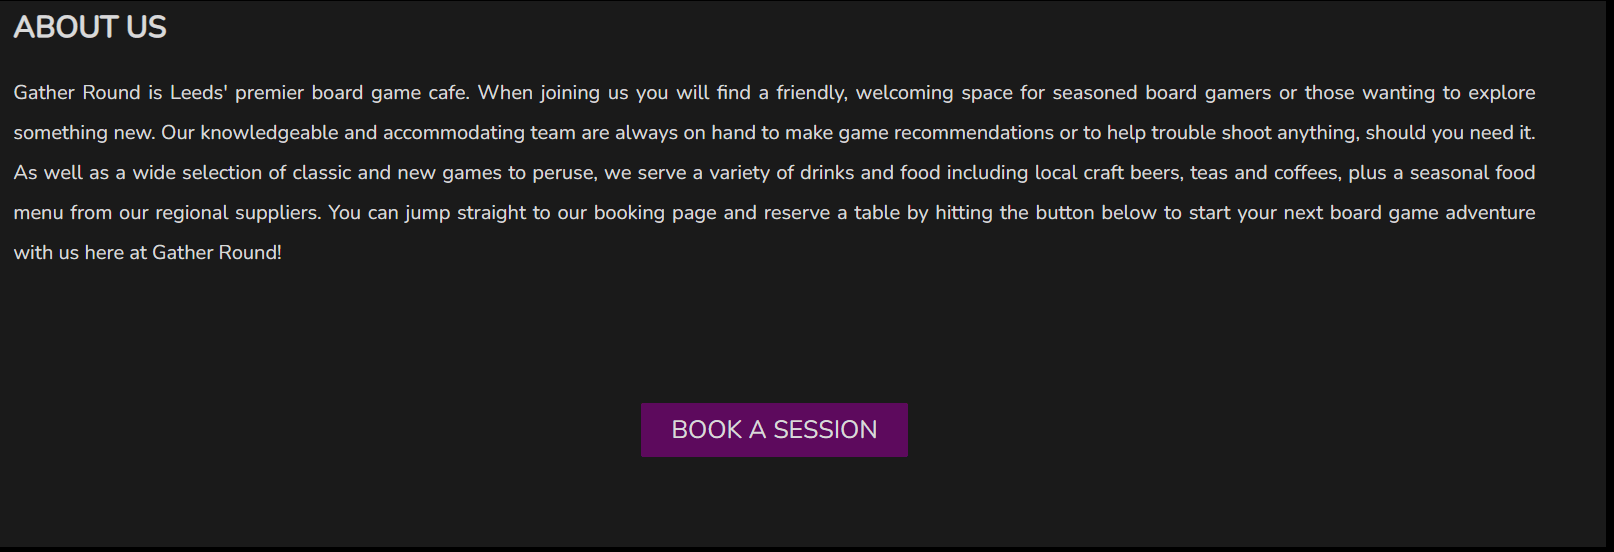 ABOUT US
Gather Round is Leeds' premier board game cafe. When joining us you will find a friendly, welcoming space for seasoned board gamers or those wanting to explore
something new. Our knowledgeable and accommodating team are always on hand to make game recommendations or to help trouble shoot anything, should you need it.
As well as a wide selection of classic and new games to peruse, we serve a variety of drinks and food including local craft beers, teas and coffees, plus a seasonal food
menu from our regional suppliers. You can jump straight to our booking page and reserve a table by hitting the button below to start your next board game adventure
with us here at Gather Round!
BOOK A SESSION